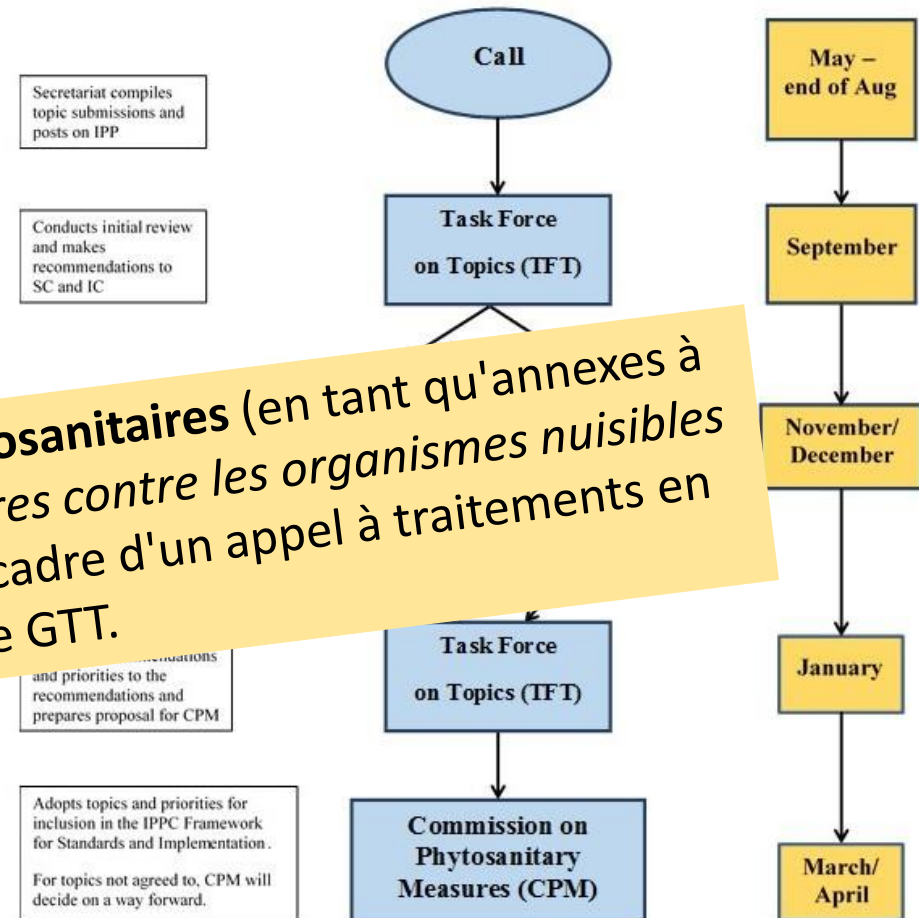 Call
May –
end of Aug
Secretariat compiles
topic submissions and
posts on IPP
Conducts initial review
and makes
recommendations to
SC and IC
Task Force
on Topics (TFT)
September
(en tant qu'annexes à
contre les organismes nuisibles
cadre d'un appel à traitements en
GTT.
November/
December
and priorities to the
recommendations and
prepares proposal for CPM
Task Force
on Topics (TFT)
January
Adopts topics and priorities for
inclusion in the IPPC Framework
for Standards and Implementation.
For topics not agreed to, CPM will
decide on a way forward.
Commission on
Phytosanitary
Measures (CPM)
March/
April